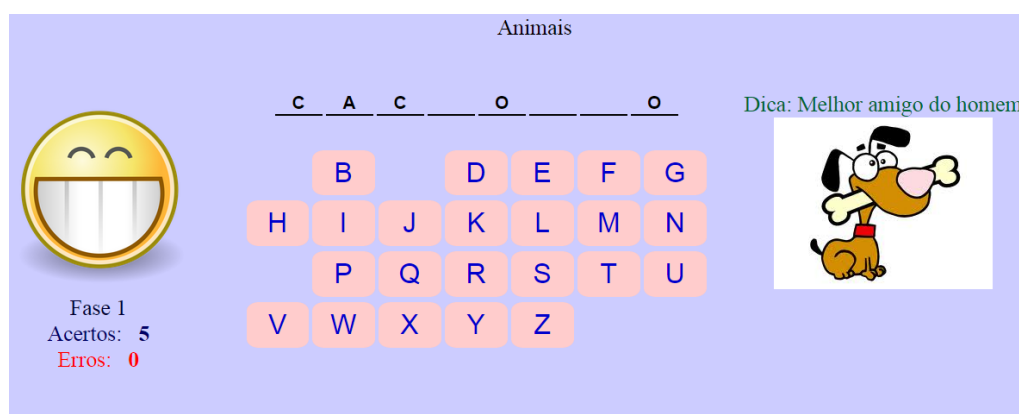 Animais
C A C _ O _ _ O
Dica: Melhor amigo do homem
B D E F G
H I J K L M N
P Q R S T U
V W X Y Z
Fase 1
Acertos: 5
Erros: 0